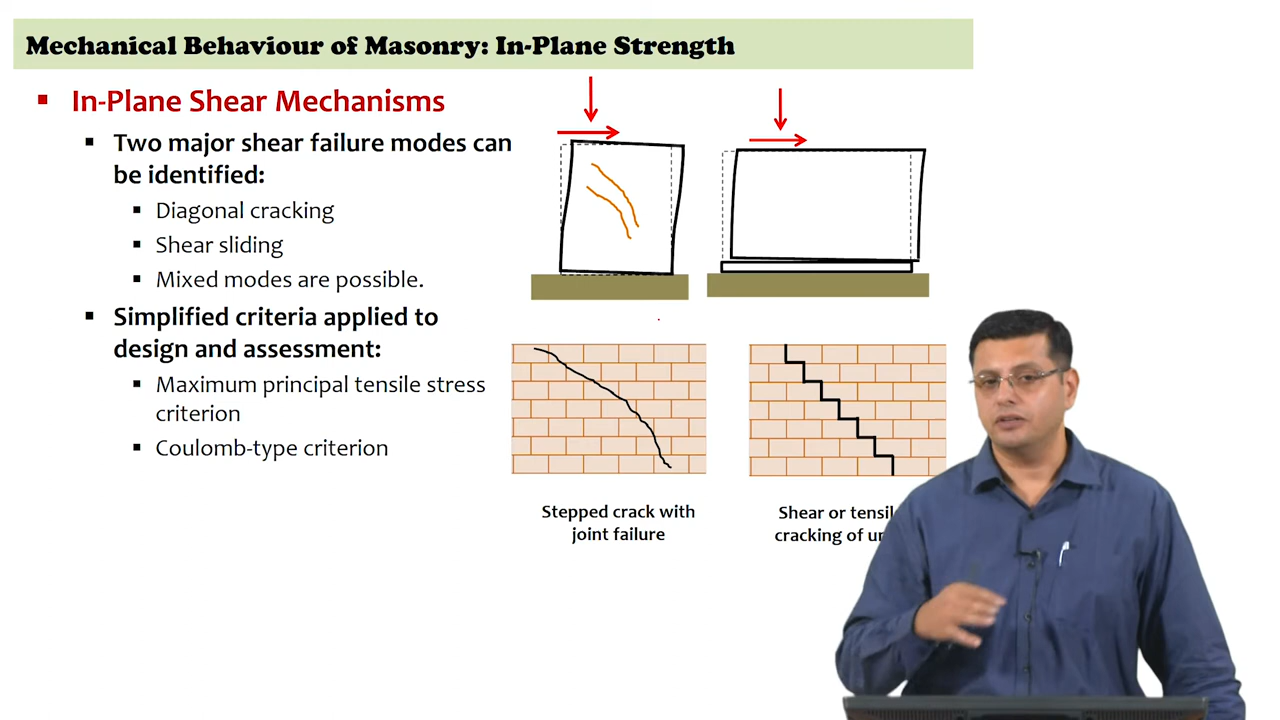 Mechanical Behaviour of Masonry: In-Plane Strength
In-Plane Shear Mechanisms
Two major shear failure modes can
be identified:
Diagonal cracking
Shear sliding
Mixed modes are possible.
Simplified criteria applied to
design and assessment:
Maximum principal tensile stress
criterion
Coulomb-type criterion
Stepped crack with
joint failure
Shear or
cracking of